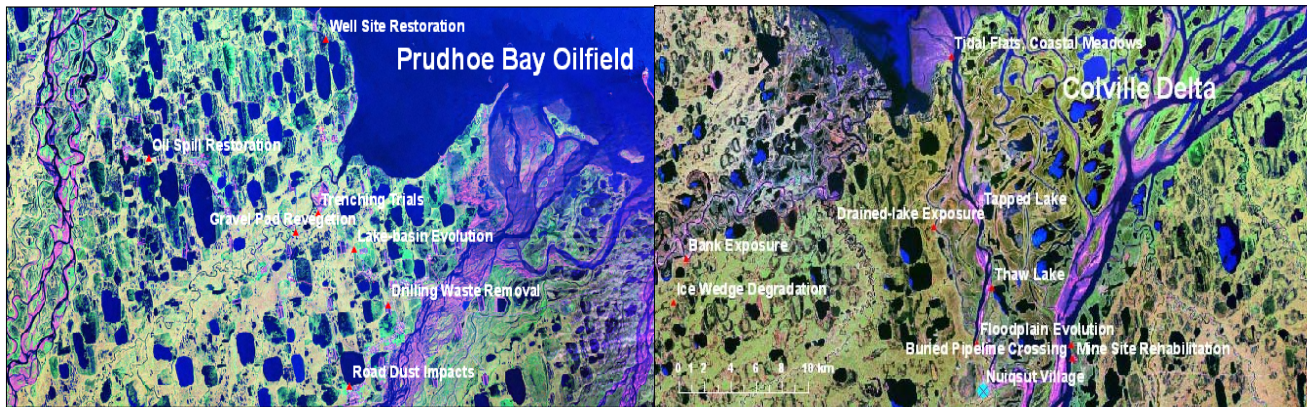 Well Site Restoration
Prudhoe Bay Oilfield
Oil Spill Restoration
Trenching Trials
Gravel Pad Revegetion
Lake-basin Evolution
Drilling Waste Removal
Road Dust Impacts
Tidal Flats, Coastal Meadows
Colville Delta
Tapped Lake
Drained-lake Exposure
Bank Exposure
Thaw Lake
Ice Wedge Degradation
Floodplain Evolution
Buried Pipeline Crossing
Mine Site Rehabilitation
Nuiqsut Village
0 1 2 4 6 8 10 km